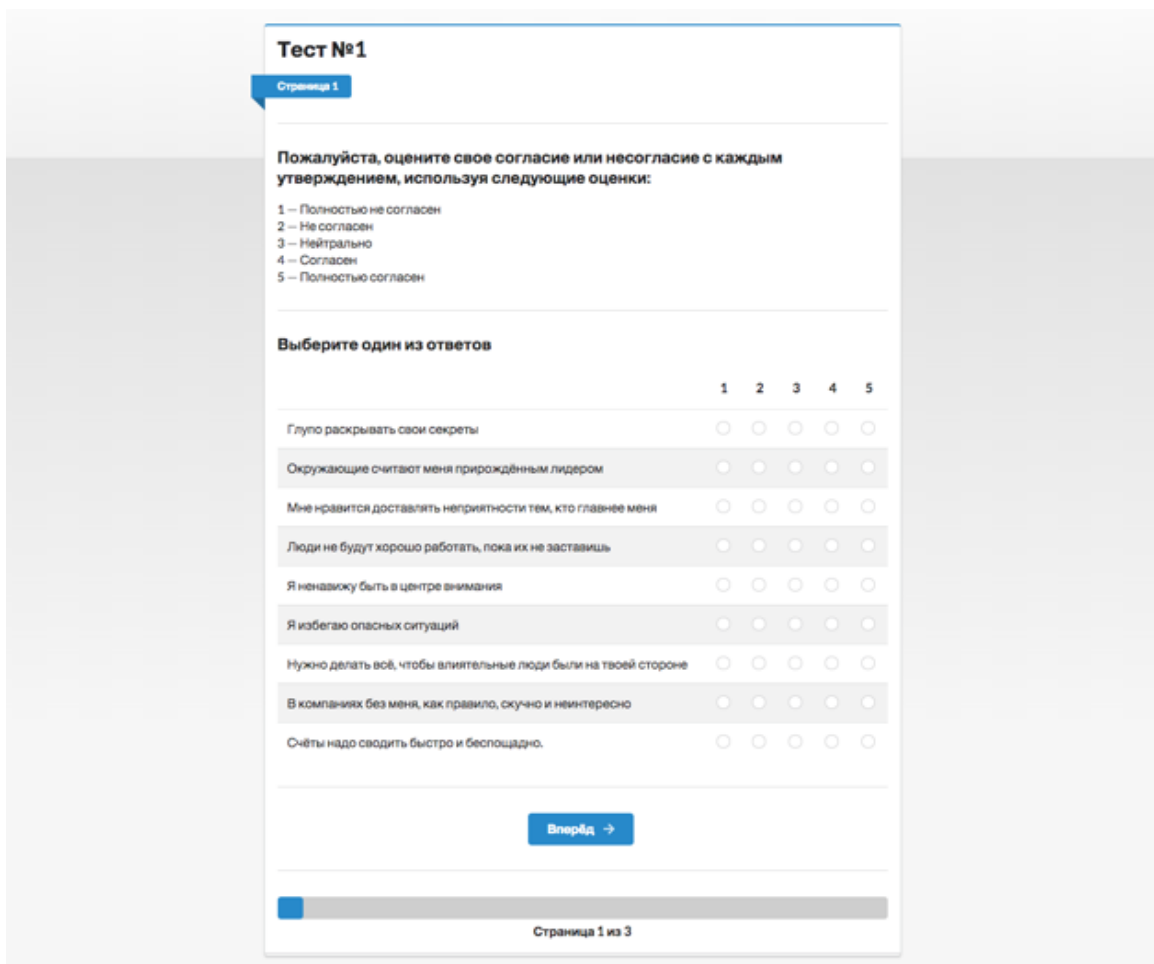 Тест №1
Страница 1
Пожалуйста, оцените свое согласие или несогласие с каждым
утверждением, используя следующие оценки:
1 — Полностью не согласен
2 — Не согласен
3 — Нейтрально
4 — Согласен
5 — Полностью согласен
Выберите один из ответов
1 2 3 4 5
Глупо раскрывать свои секреты
Окружающие считают меня прирождённым лидером
Мне нравится доставлять неприятности тем, кто главнее меня
Люди не будут хорошо работать, пока их не заставишь
Я ненавижу быть в центре внимания
Я избегаю опасных ситуаций
Нужно делать всё, чтобы влиятельные люди были на твоей стороне
В компаниях без меня, как правило, скучно и неинтересно
Счёты надо сводить быстро и беспощадно.
Вперёд →
Страница 1 из 3